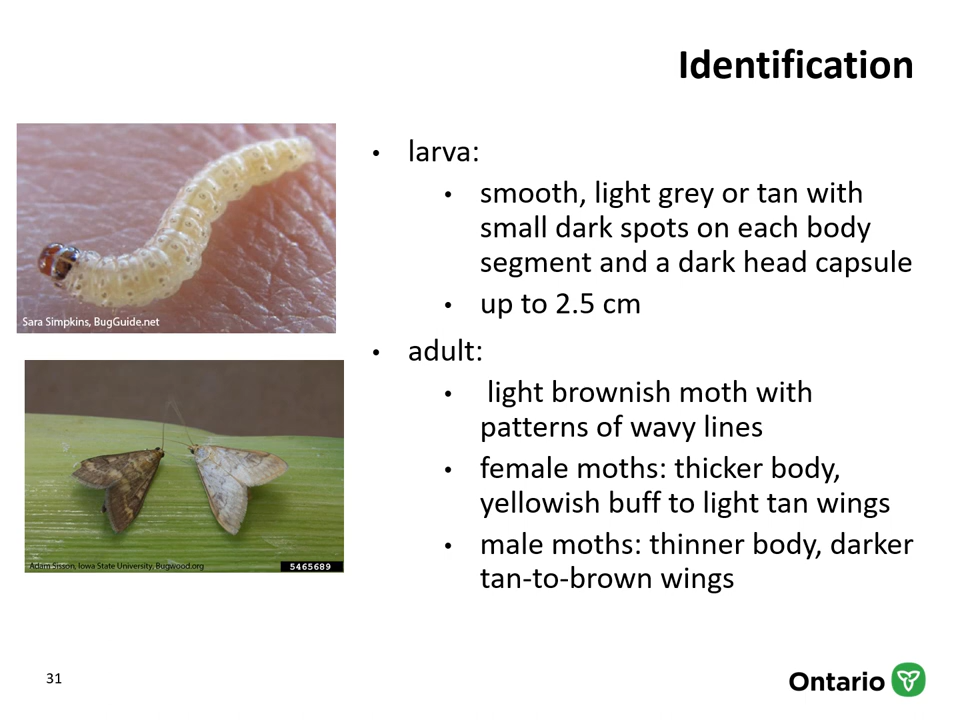 Identification
Sara Simpkins, BugGuide.net
Adam Sisson, Iowa State University, Bugwood.org
5465689
• larva:
• smooth, light grey or tan with
small dark spots on each body
segment and a dark head capsule
• up to 2.5 cm
• adult:
• light brownish moth with
patterns of wavy lines
• female moths: thicker body,
yellowish buff to light tan wings
• male moths: thinner body, darker
tan-to-brown wings
31
Ontario